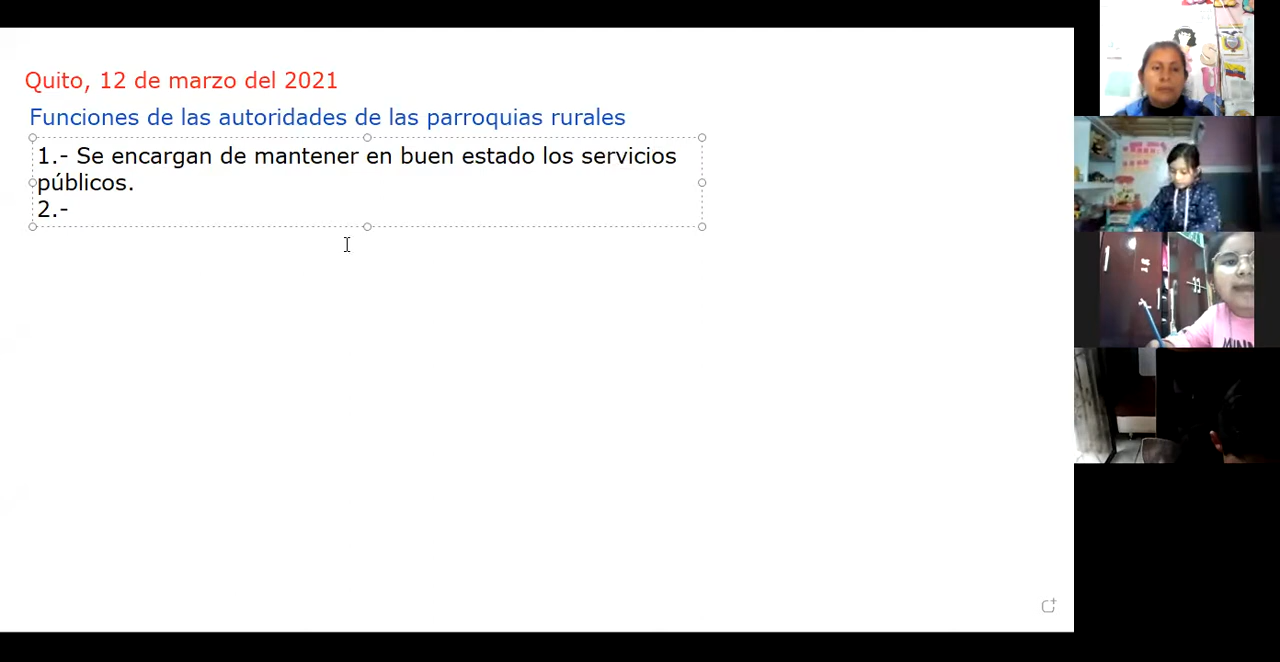 Quito, 12 de marzo del 2021
Funciones de las autoridades de las parroquias rurales
1.- Se encargan de mantener en buen estado los servicios
públicos.
2.-